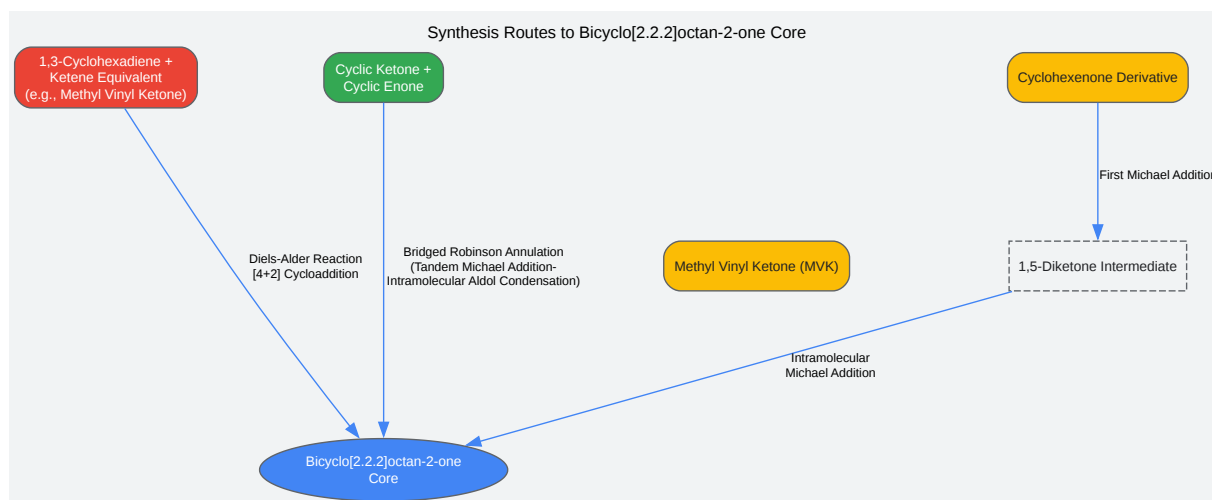 Synthesis Routes to Bicyclo[2.2.2]octan-2-one Core
1,3-Cyclohexadiene +
Ketene Equivalent
(e.g., Methyl Vinyl Ketone)
Cyclic Ketone +
Cyclic Enone
Cyclohexenone Derivative
First Michael Addition
Diels-Alder Reaction
[4+2] Cycloaddition
Bridged Robinson Annulation
(Tandem Michael Addition-
Intramolecular Aldol Condensation)
Methyl Vinyl Ketone (MVK)
1,5-Diketone Intermediate
Intramolecular
Michael Addition
Bicyclo[2.2.2]octan-2-one
Core